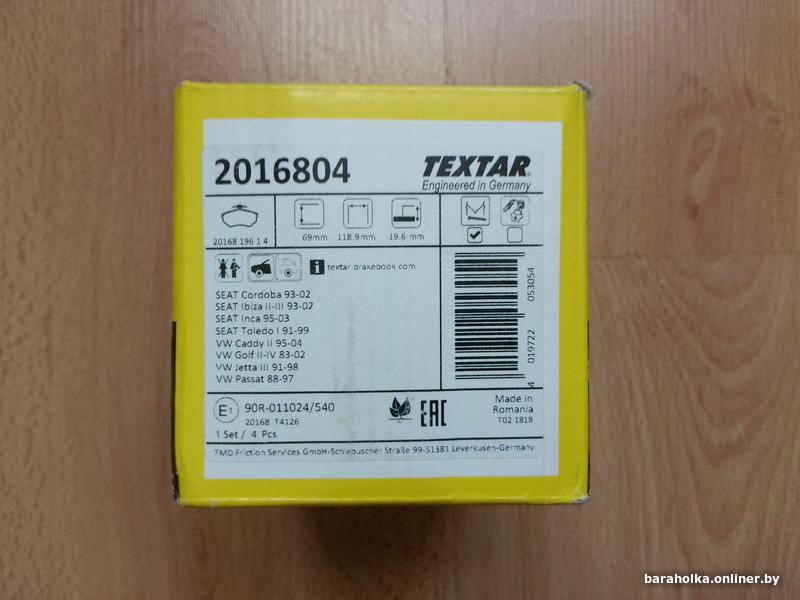 2016804
TEXTAR
Engineered in Germany
20168 196 1 4
69mm 118.9mm 19.6 mm
i textar.brakebook.com
SEAT Cordoba 93-02
SEAT Ibiza II-III 93-02
SEAT Inca 95-03
SEAT Toledo I 91-99
VW Caddy II 95-04
VW Golf II-IV 83-02
VW Jetta III 91-98
VW Passat 88-97
4 019722 053054
E1 90R-011024/540
20168 T4126
1 Set / 4 Pcs
EAC
Made in
Romania
T02 1818
TMD Friction Services GmbH-Schlebuscher Straße 99-51381 Leverkusen-Germany
baraholka.onliner.by